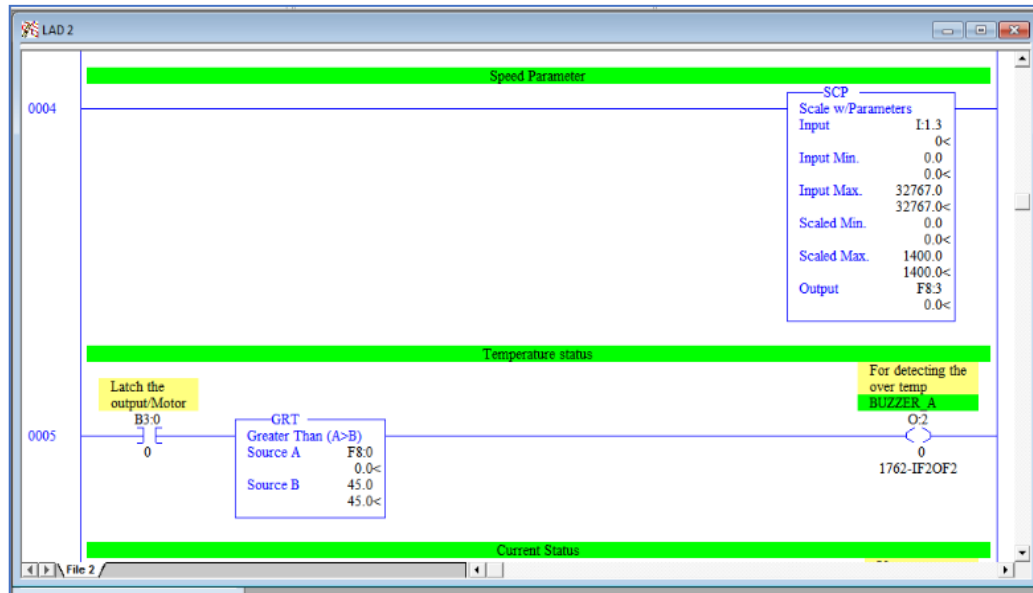 LAD 2
Speed Parameter
0004
SCP
Scale w/Parameters
Input I:1.3
0<
Input Min. 0.0
0.0<
Input Max. 32767.0
32767.0<
Scaled Min. 0.0
0.0<
Scaled Max. 1400.0
1400.0<
Output F8:3
0.0<
Temperature status
Latch the
output/Motor
B3:0
0
0005
GRT
Greater Than (A>B)
Source A F8:0
0.0<
Source B 45.0
45.0<
For detecting the
over temp
BUZZER_A
O:2
0
1762-IF2OF2
Current Status
File 2